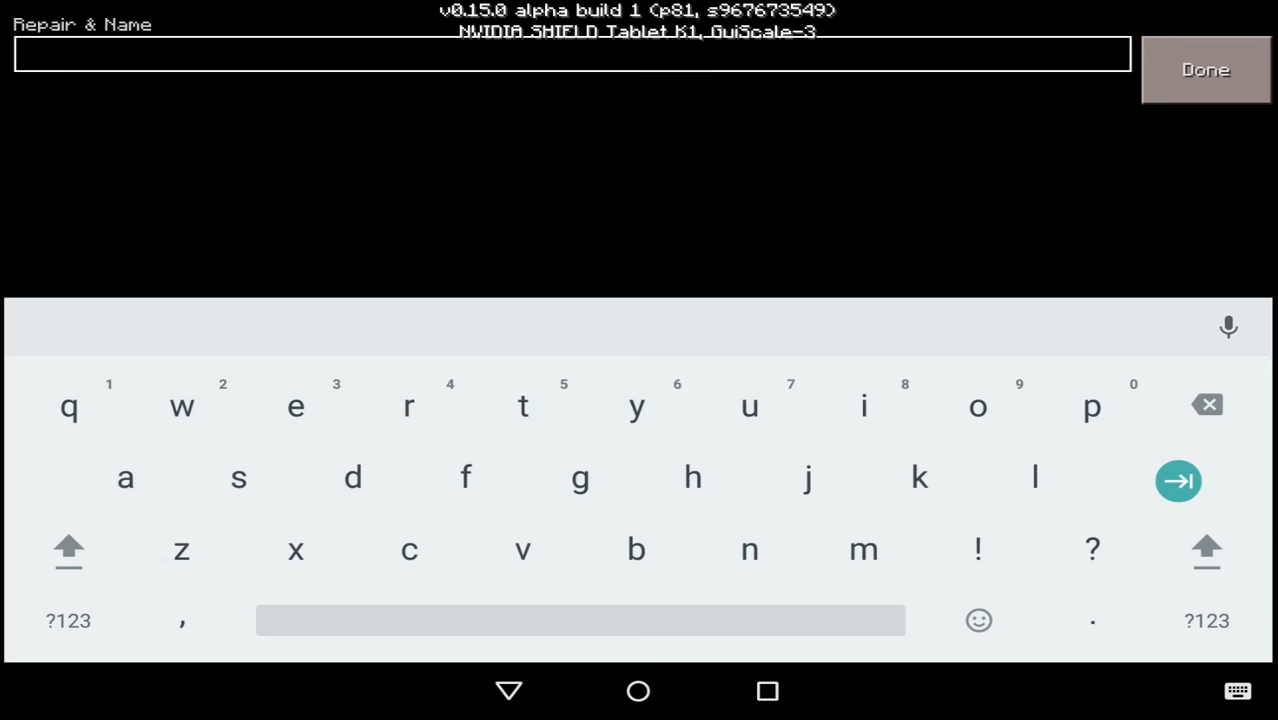 v0.15.0 alpha build 1 (p81, s967673549)
Repair & Name
NVIDIA SHIELD Tablet K1, GuiScale-3
Done
1 2 3 4 5 6 7 8 9 0
q w e r t y u i o p
a s d f g h j k l
z x c v b n m ! ?
?123 , . ?123